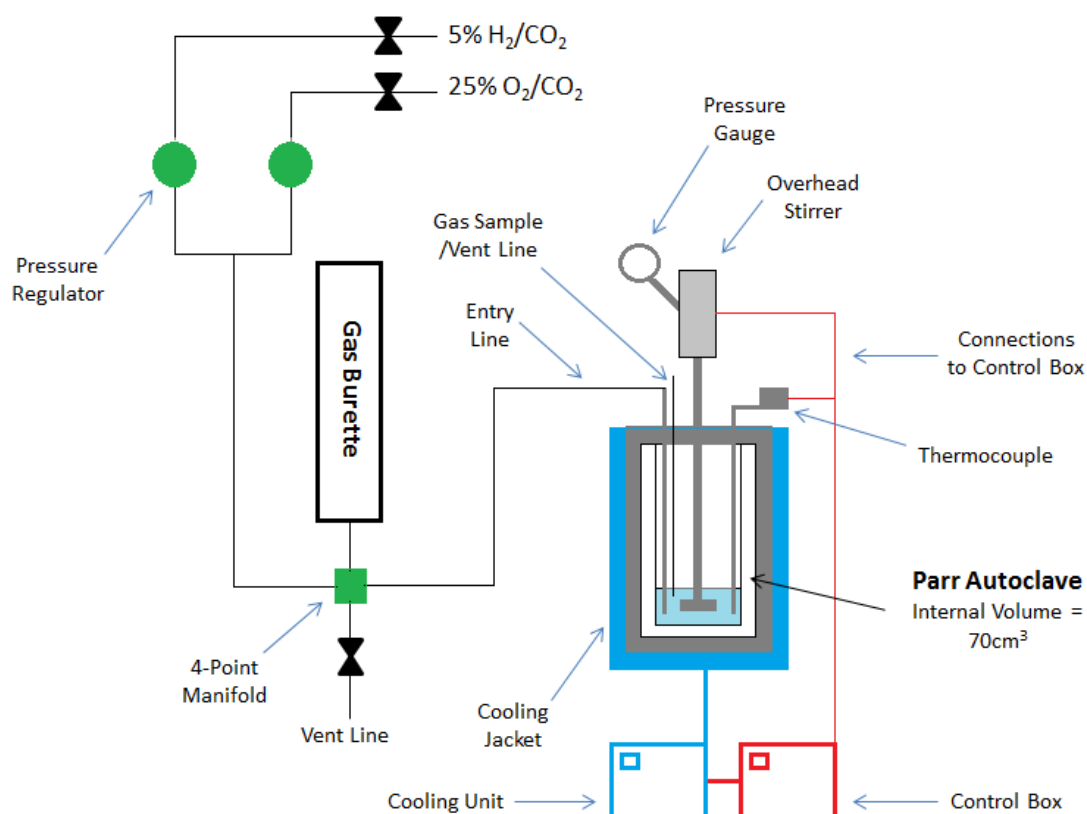 5% H₂/CO₂
25% O₂/CO₂
Pressure
Gauge
Overhead
Stirrer
Gas Sample
/Vent Line
Pressure
Regulator
Entry
Line
Gas Burette
Connections
to Control Box
Thermocouple
Parr Autoclave
Internal Volume =
70cm³
4-Point
Manifold
Vent Line
Cooling
Jacket
Cooling Unit
Control Box